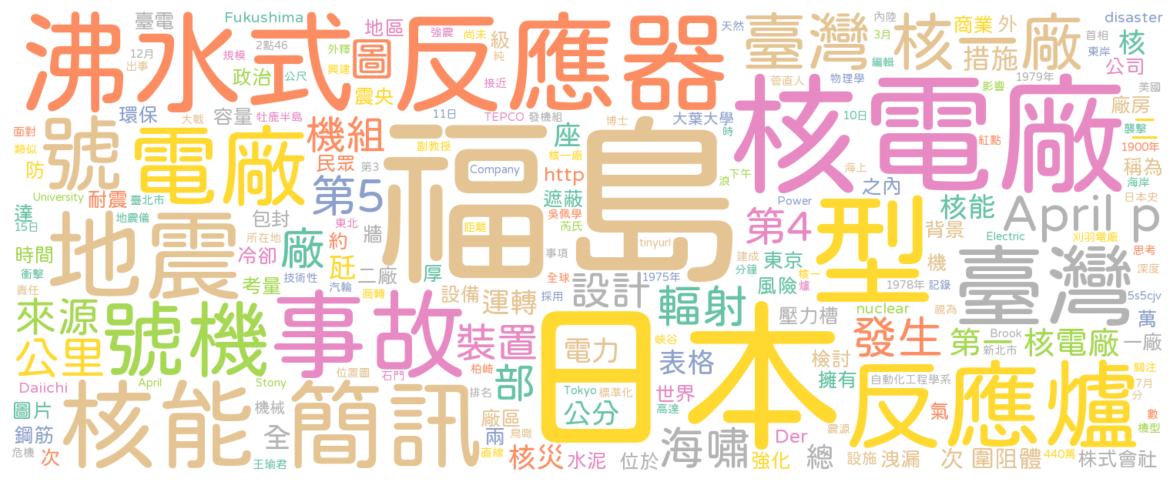 臺電
Fukushima
地區
強震
尚未
級
純
天然
臺灣
核一
廠
內陸
3月
編輯
商業
外
措施
首相
東岸
disaster
核
公司
12月
出事
規模
2點46
外釋
興建
公尺
政治
沸水式
圖
反應器
震央
接近
菅直人
物理學
影響
1979年
美國
廠房
二
襲擊
1900年
稱為
海岸
日本史
環保
大戰
容量
牡鹿半島
11日
TEPCO
發機組
博士
大葉大學
時
10日
紅點
核電廠
面對
類似
防
號
電廠
機組
民眾
第3
副教授
座
核一廠
http
浪
下午
海上
福島
Company
University
耐震
臺北市
地震儀
第5
遮蔽
吳佩學
芮氏
之內
核能
達
15日
包封
東北
距離
tinyurl
第4
Power
型
背景
April
p
時間
衝擊
責任
地震
所在地
冷卻
考量
技術性
廠
牆
約
瓩
汽輪
商轉
二廠
厚
設備
運轉
事項
全球
採用
設計
1975年
建成
分鐘
東京
風險
核一
爐
機
1978年
記錄
Electric
臺灣
刈羽電廠
思考
深度
5s5cjv
來源
公里
號機
事故
裝置
日本
電力
輻射
壓力槽
nuclear
親為
萬
峽谷
表格
檢討
發生
第一
Brook
新北市
核電廠
一廠
Daiichi
April
Stony
位置圖
石門
柏崎
排名
部
Tokyo
標準化
公分
世界
高達
擁有
自動化工程學系
關注
7月
分
圖片
鋼筋
危機
次
核能
機械
王瑜君
全
簡訊
廠區
鳥瞰
直線
兩
核災
水泥
位於
海嘯
Der
強化
總
氣
震源
設施
洩漏
反應爐
次
圍阻體
440萬
數
機型
株式會社